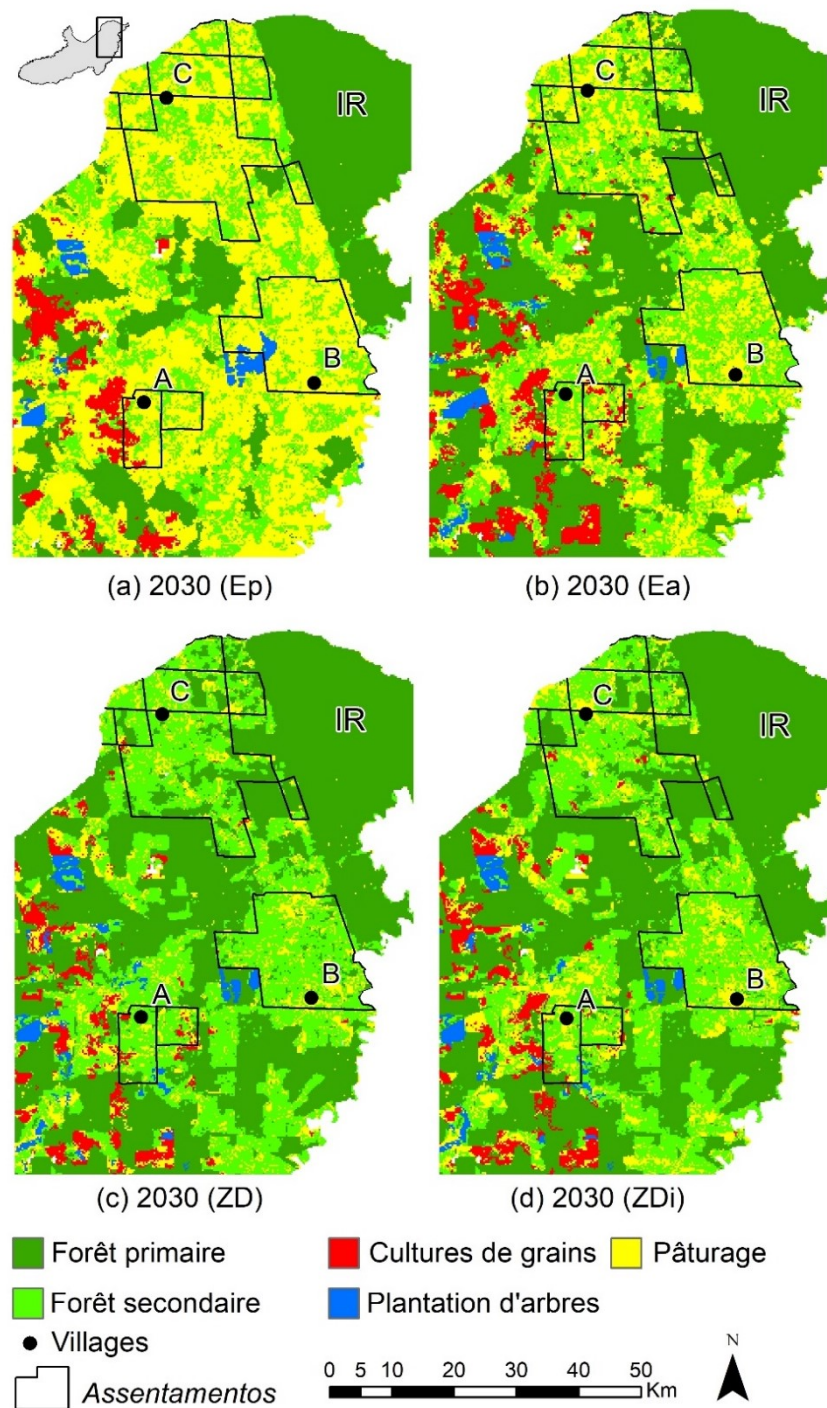 C
IR
A
B
(a) 2030 (Ep)
C
IR
A
B
(b) 2030 (Ea)
C
IR
A
B
(c) 2030 (ZD)
C
IR
A
B
(d) 2030 (ZDi)
Forêt primaire
Cultures de grains
Pâturage
Forêt secondaire
Plantation d'arbres
Villages
Assentamentos
0 5 10 20 30 40 50
Km
N